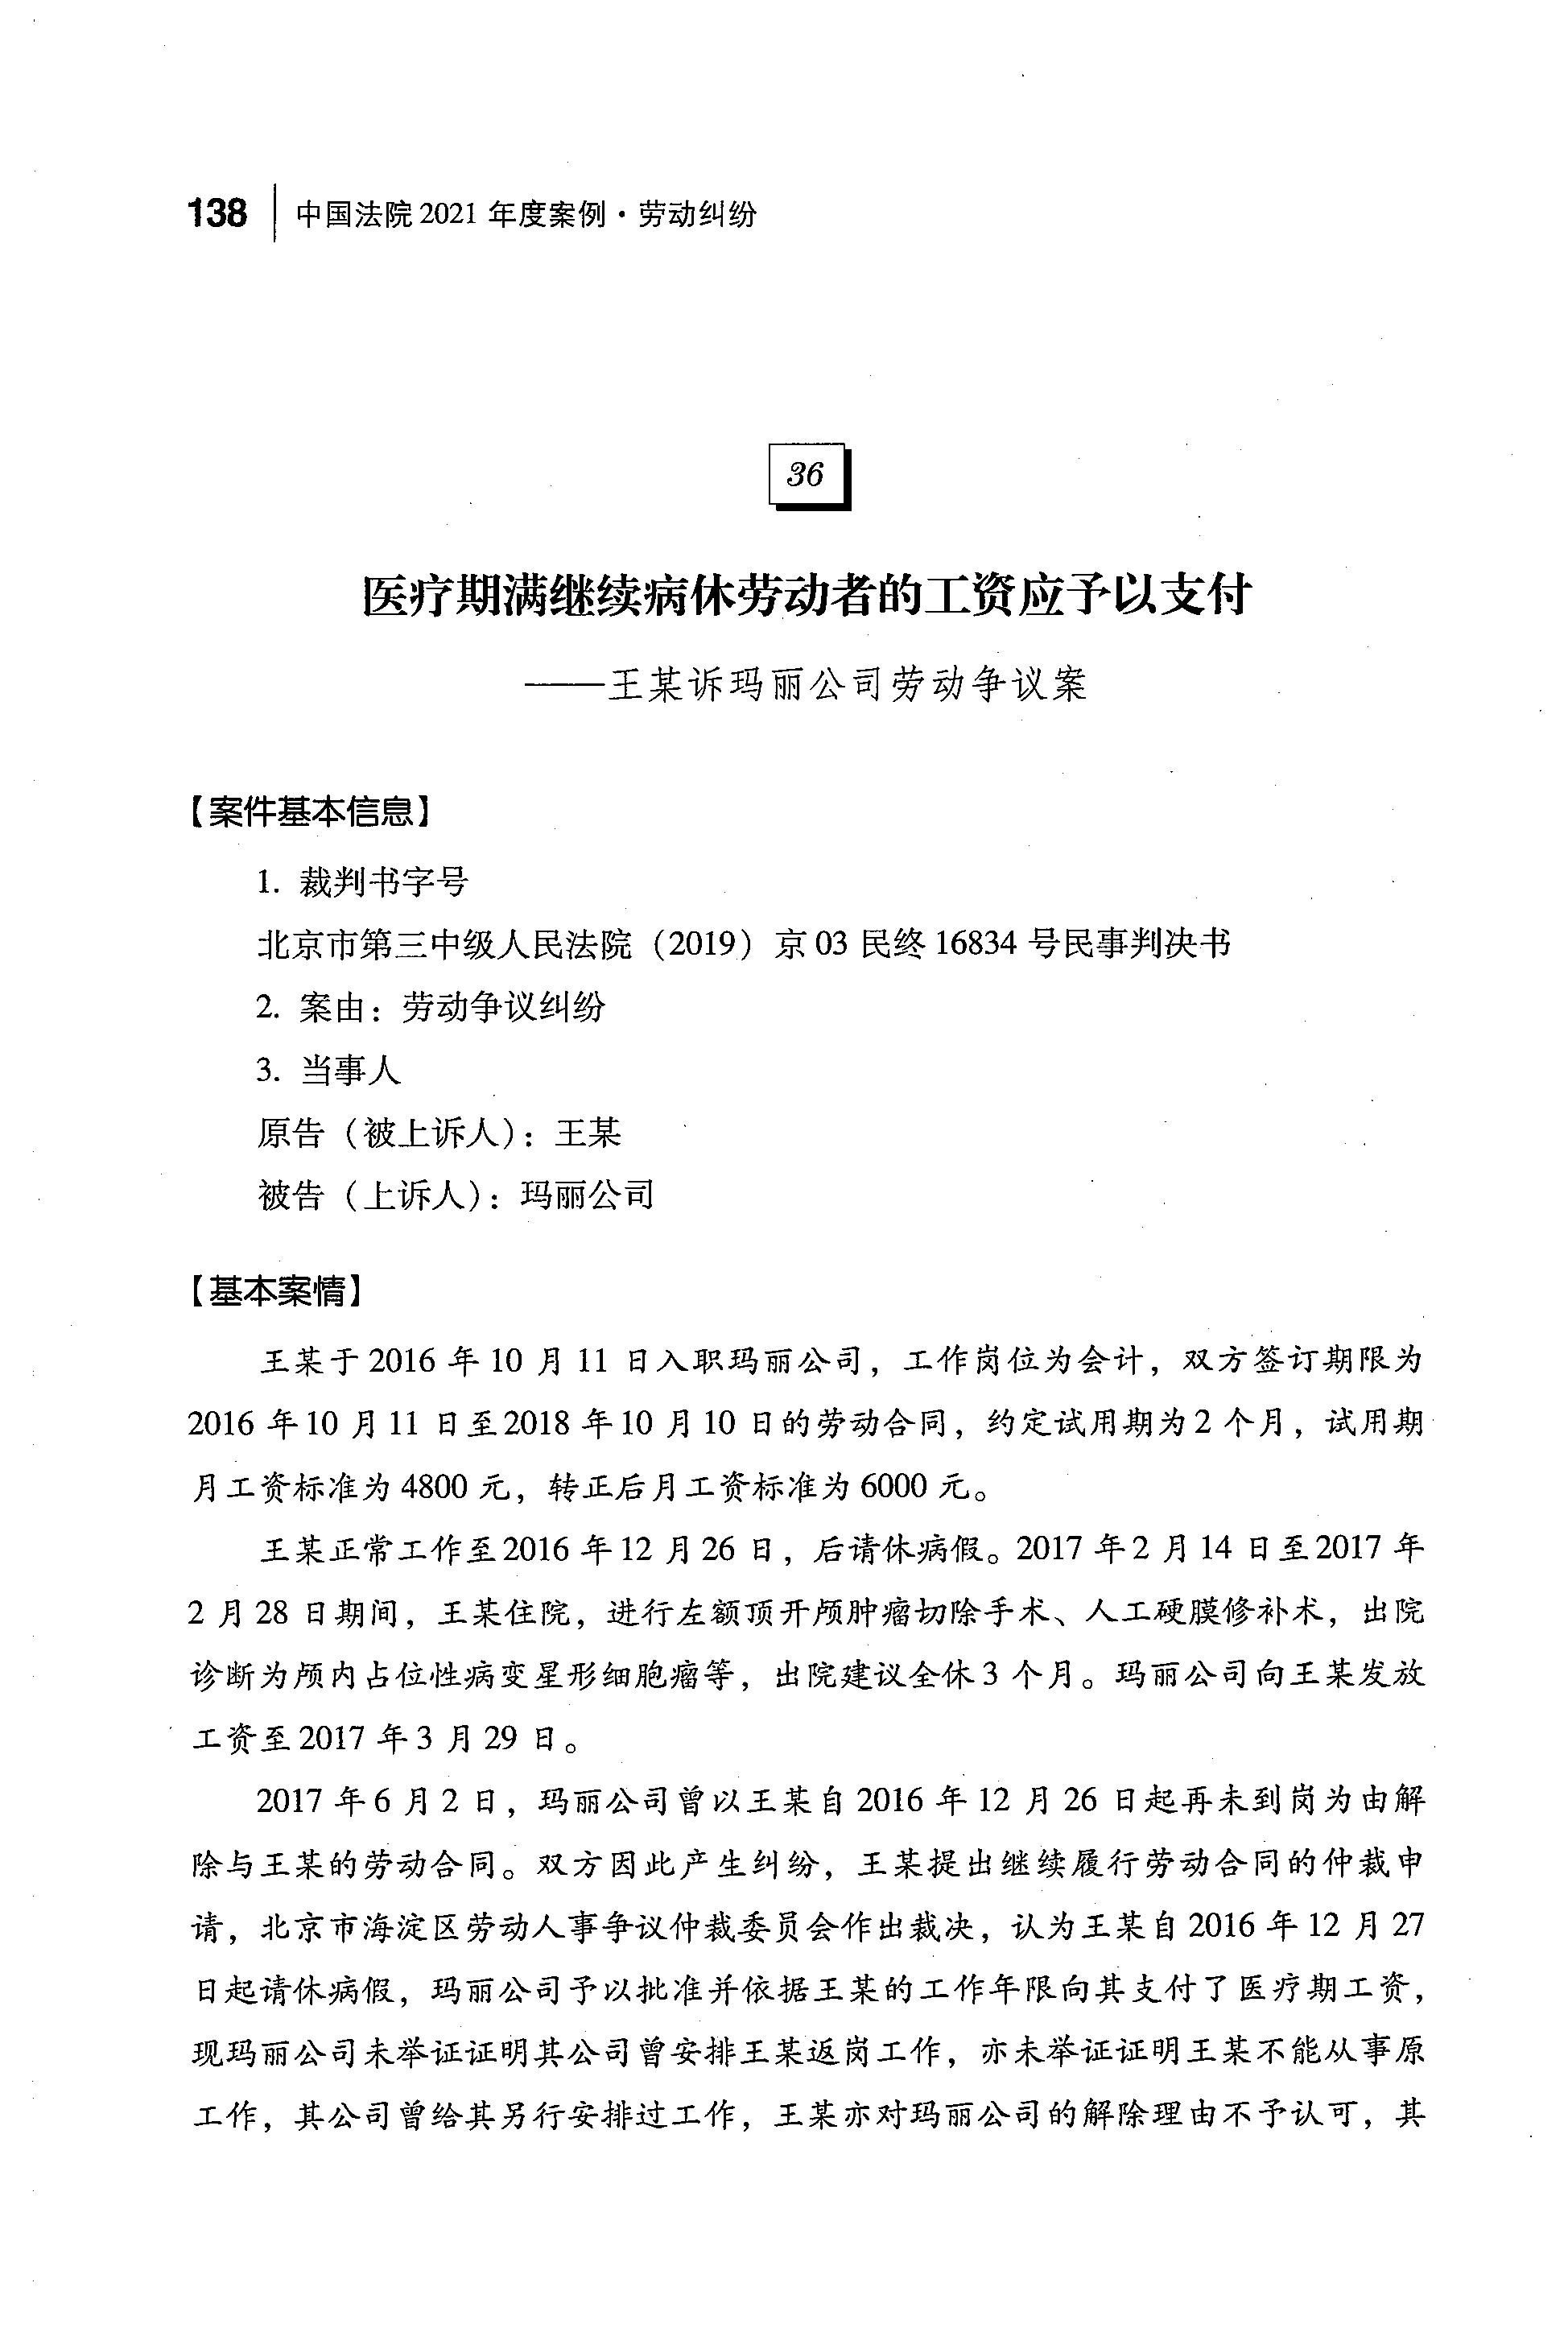 138 中国法院2021年度案例·劳动纠纷
36
医疗期满继续病休劳动者的工资应予以支付
——王某诉玛丽公司劳动争议案
【案件基本信息】
1. 裁判书字号
北京市第三中级人民法院（2019）京03民终16834号民事判决书
2. 案由：劳动争议纠纷
3. 当事人
原告（被上诉人）：王某
被告（上诉人）：玛丽公司
【基本案情】
王某于2016年10月11日入职玛丽公司，工作岗位为会计，双方签订期限为
2016年10月11日至2018年10月10日的劳动合同，约定试用期为2个月，试用期
月工资标准为4800元，转正后月工资标准为6000元。
王某正常工作至2016年12月26日，后请休病假。2017年2月14日至2017年
2月28日期间，王某住院，进行左额顶开颅肿瘤切除手术、人工硬膜修补术，出院
诊断为颅内占位性病变星形细胞瘤等，出院建议全休3个月。玛丽公司向王某发放
工资至2017年3月29日。
2017年6月2日，玛丽公司曾以王某自2016年12月26日起再未到岗为由解
除与王某的劳动合同。双方因此产生纠纷，王某提出继续履行劳动合同的仲裁申
请，北京市海淀区劳动人事争议仲裁委员会作出裁决，认为王某自2016年12月27
日起请休病假，玛丽公司予以批准并依据王某的工作年限向其支付了医疗期工资，
现玛丽公司未举证证明其公司曾安排王某返岗工作，亦未举证证明王某不能从事原
工作，其公司曾给其另行安排过工作，王某亦对玛丽公司的解除理由不予认可，其